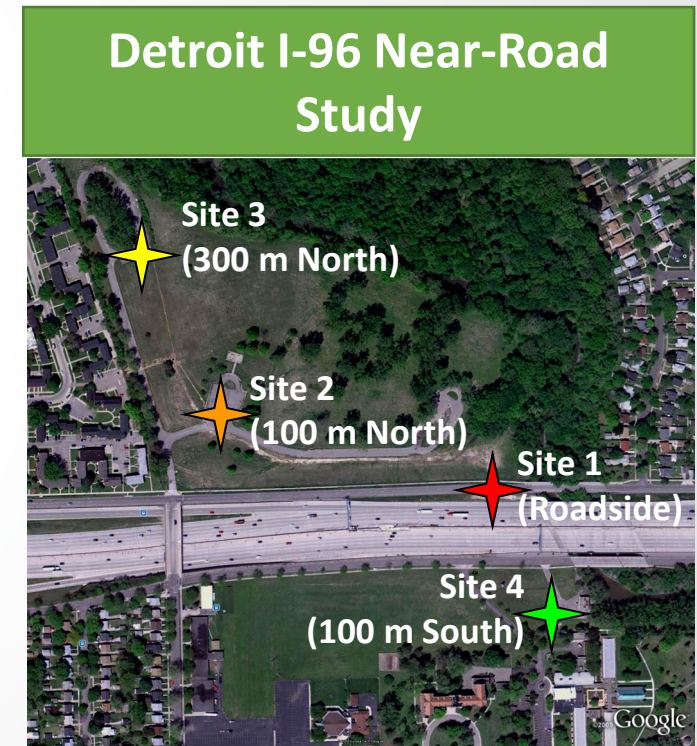 Detroit I-96 Near-Road
Study
Site 3
(300 m North)
Site 2
(100 m North)
Site 1
(Roadside)
Site 4
(100 m South)
©2009 Google